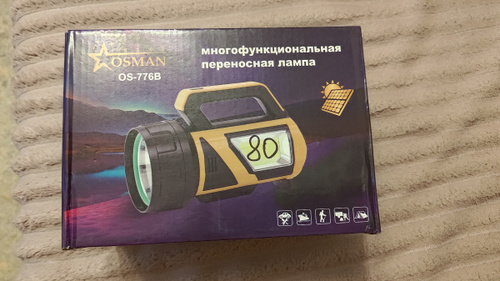 OSMAN
OS-776B
многофункциональная
переносная лампа
80